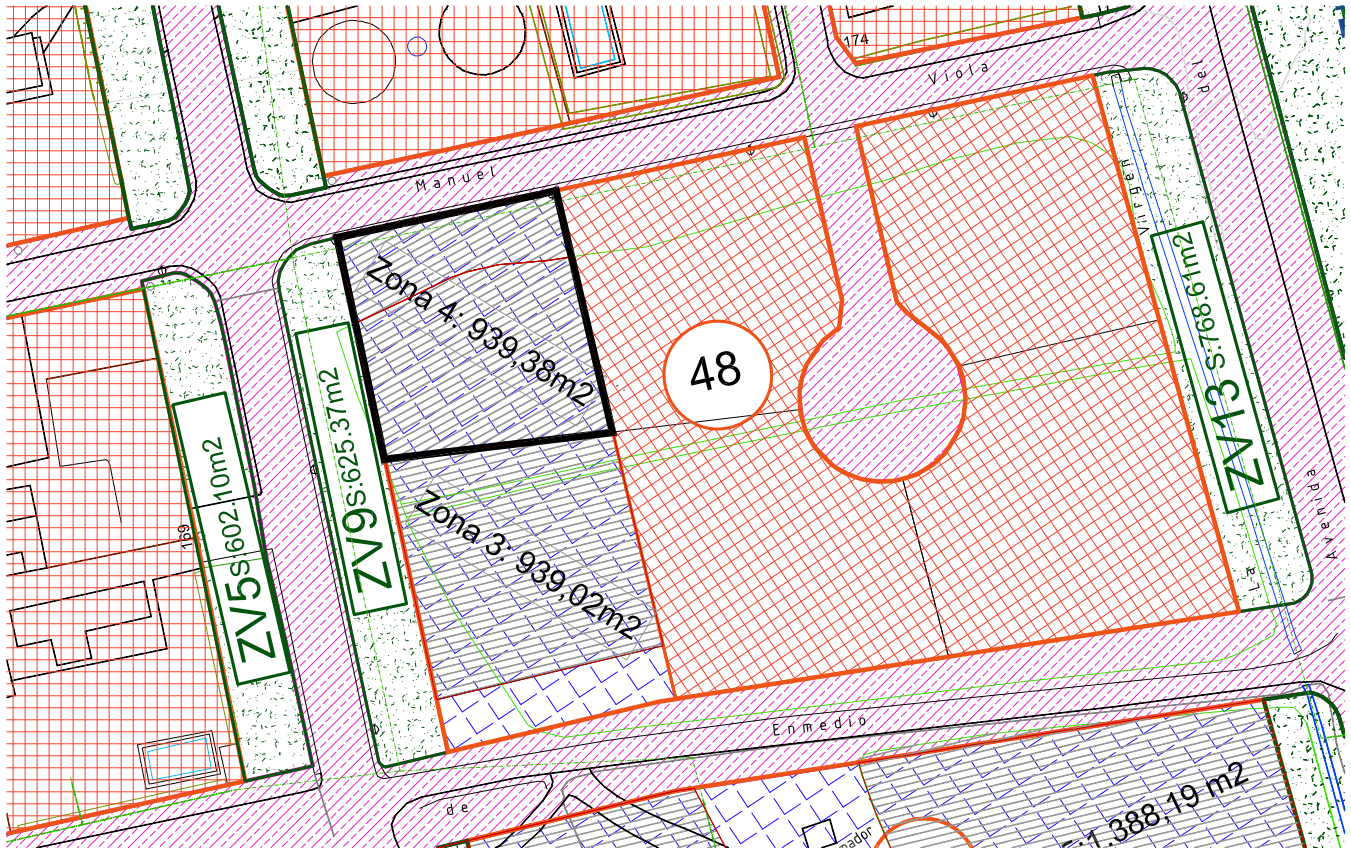 174
Viola
Manuel
Zona 4: 939,38m2
48
Virgen
ZV13 S:768.61m2
ZV9 S:625.37m2
ZV5 S:602.10m2
169
Zona 3: 939,02m2
Avenida
La
Enmedio
de
:1.388,19 m2